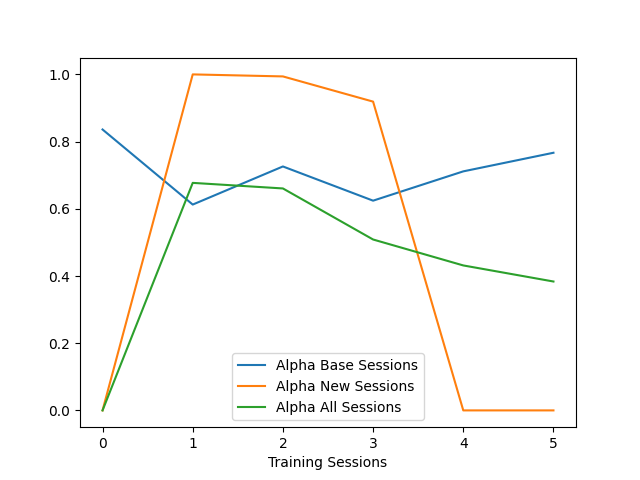 1.0
0.8
0.6
0.4
0.2
0.0
Alpha Base Sessions
Alpha New Sessions
Alpha All Sessions
0 1 2 3 4 5
Training Sessions